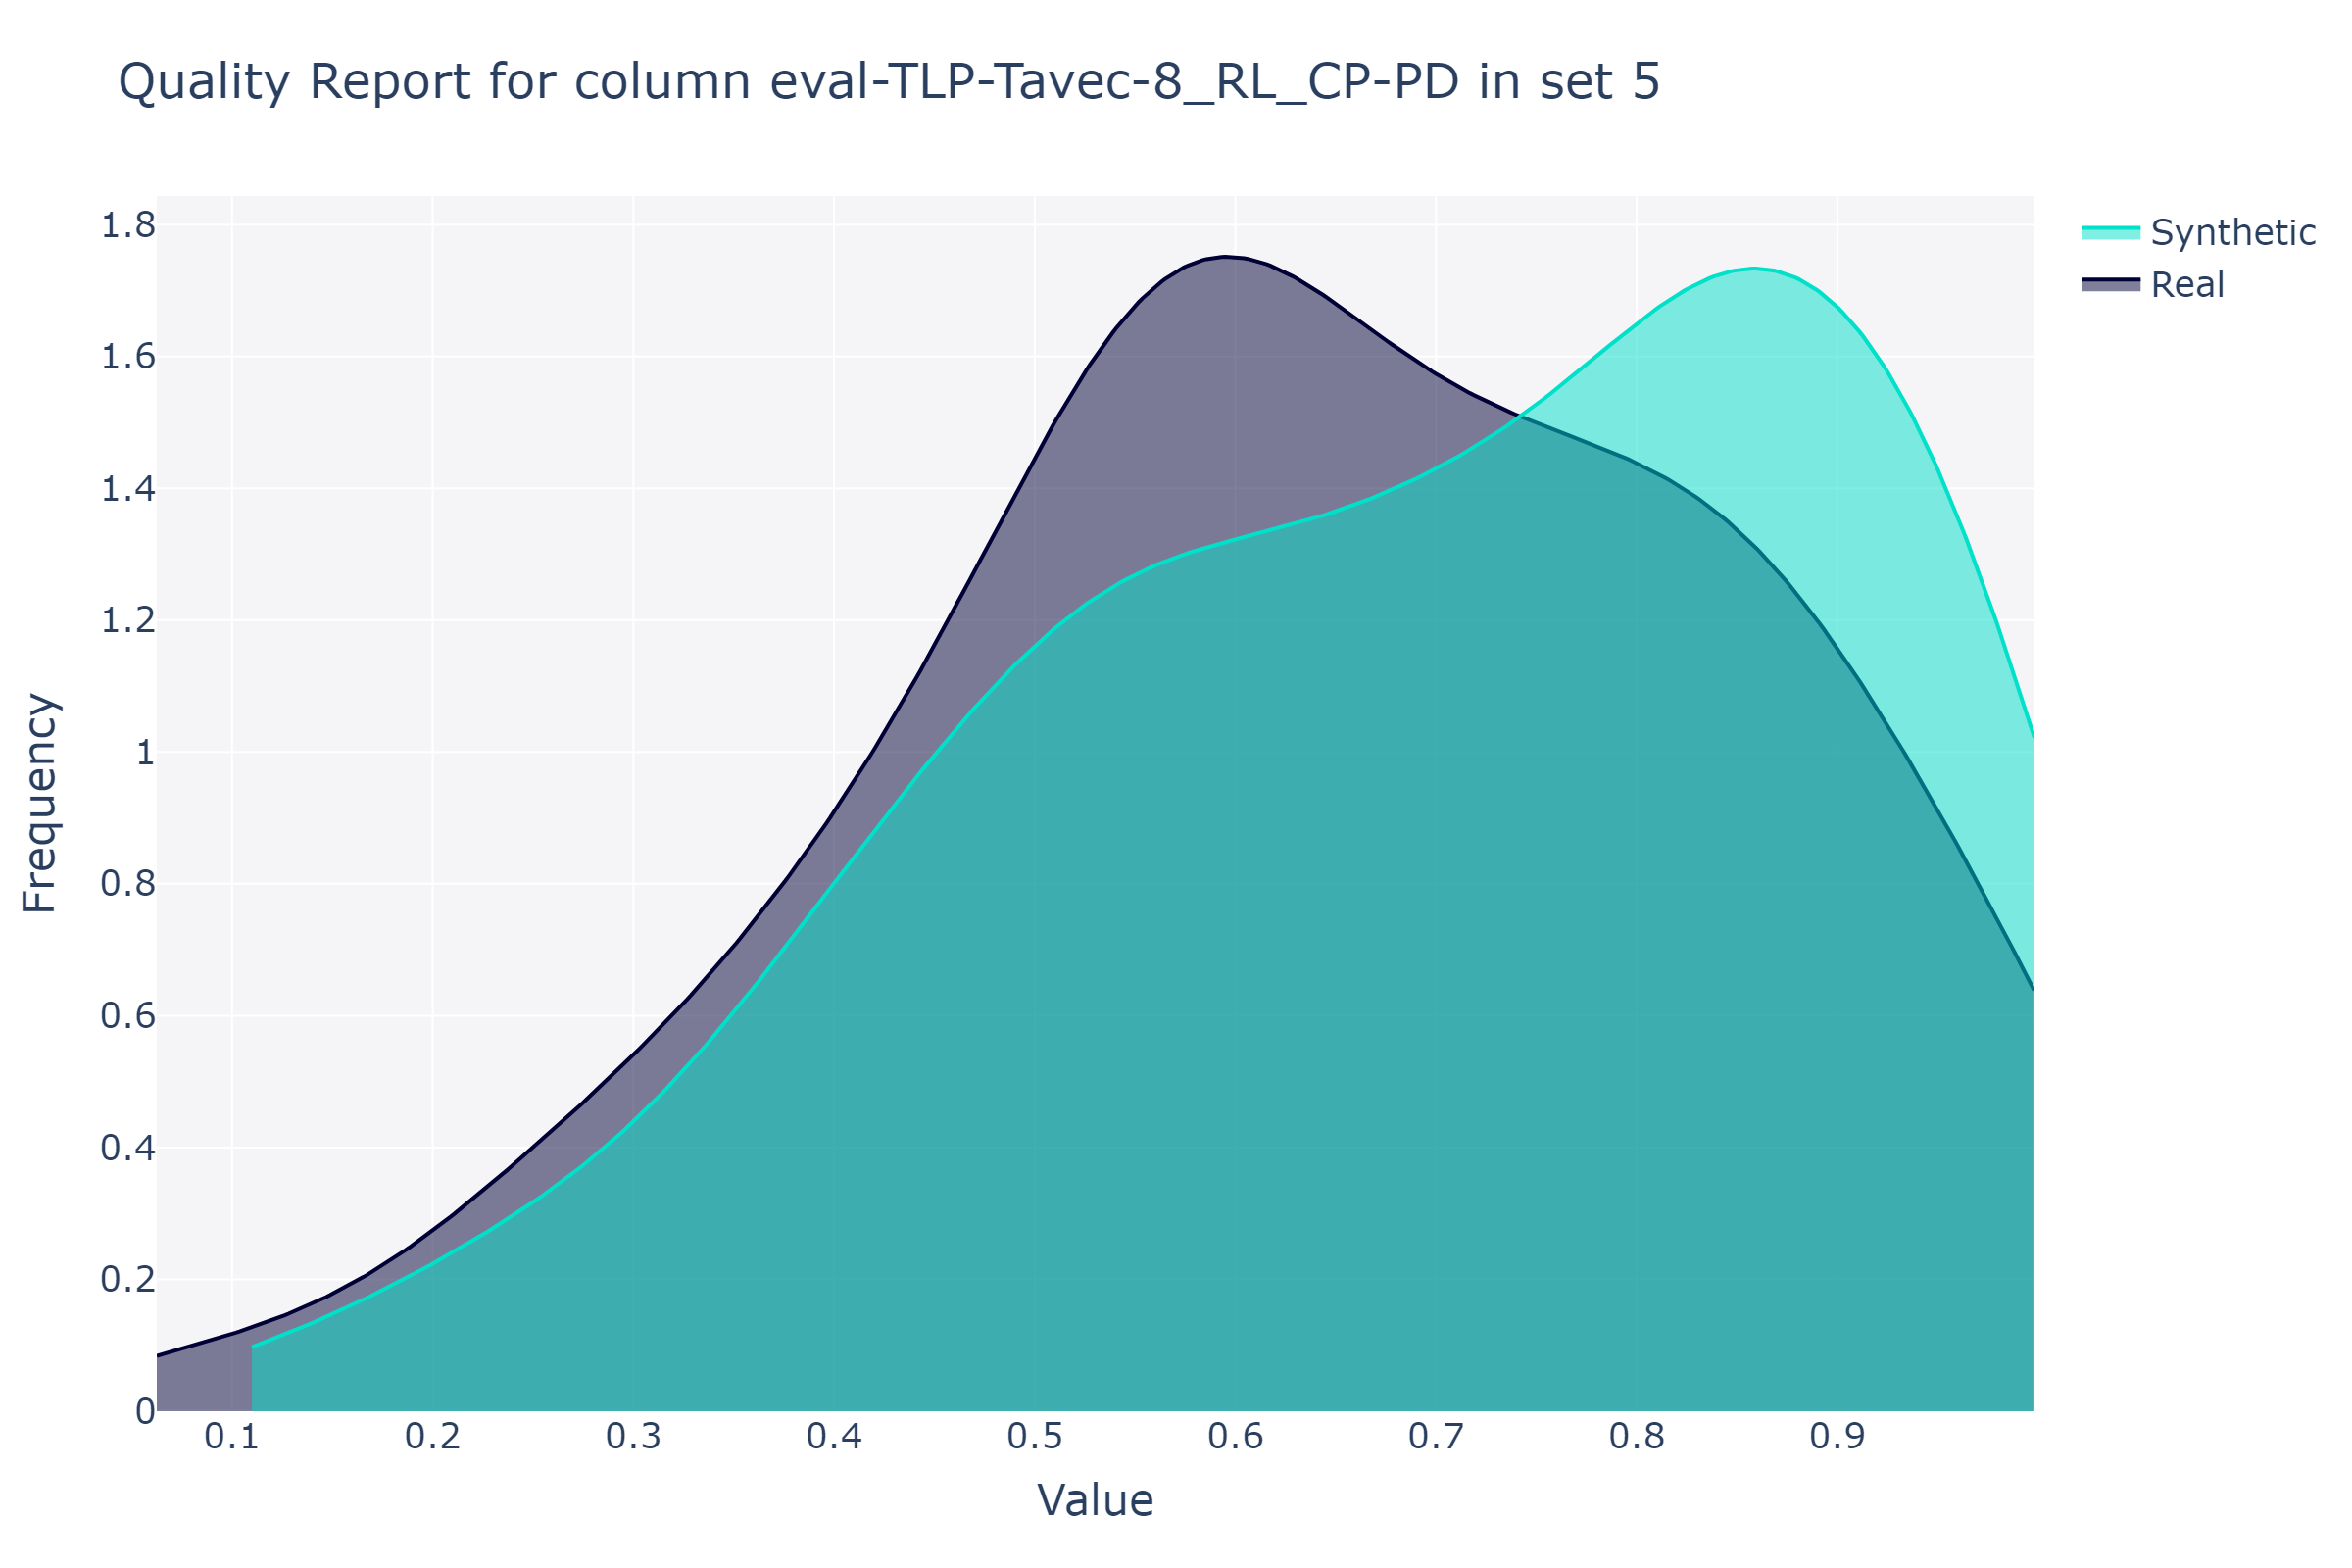 Quality Report for column eval-TLP-Tavec-8_RL_CP-PD in set 5
Synthetic
Real
1.8
1.6
1.4
1.2
1
0.8
0.6
0.4
0.2
0
Frequency
0.1 0.2 0.3 0.4 0.5 0.6 0.7 0.8 0.9
Value